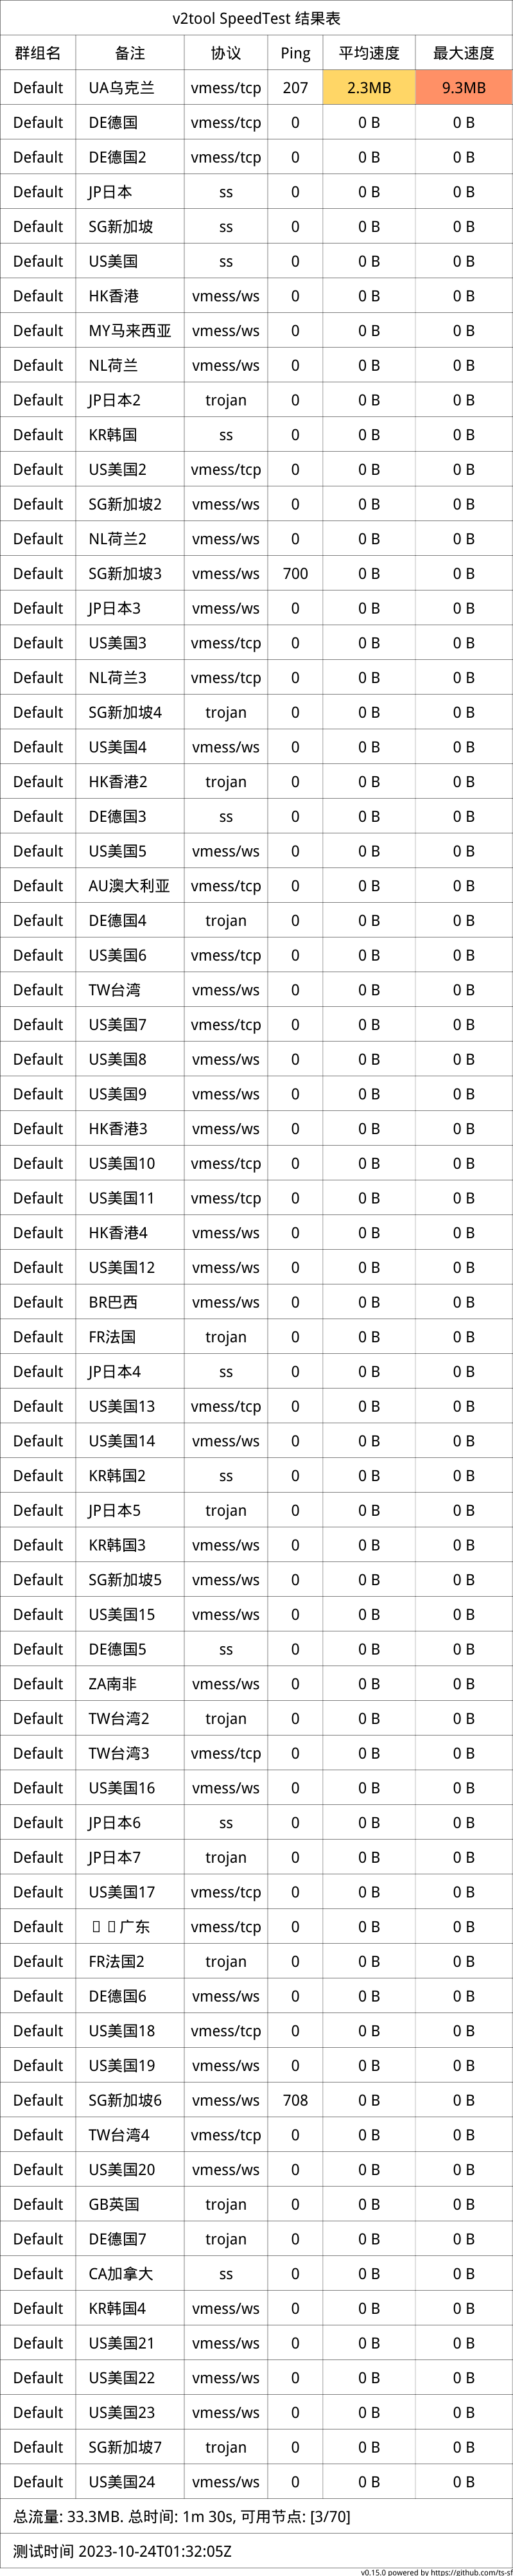 v2tool SpeedTest 结果表
群组名 备注 协议 Ping 平均速度 最大速度
Default UA乌克兰 vmess/tcp 207 2.3MB 9.3MB
Default DE德国 vmess/tcp 0 0 B 0 B
Default DE德国2 vmess/tcp 0 0 B 0 B
Default JP日本 ss 0 0 B 0 B
Default SG新加坡 ss 0 0 B 0 B
Default US美国 ss 0 0 B 0 B
Default HK香港 vmess/ws 0 0 B 0 B
Default MY马来西亚 vmess/ws 0 0 B 0 B
Default NL荷兰 vmess/ws 0 0 B 0 B
Default JP日本2 trojan 0 0 B 0 B
Default KR韩国 ss 0 0 B 0 B
Default US美国2 vmess/tcp 0 0 B 0 B
Default SG新加坡2 vmess/ws 0 0 B 0 B
Default NL荷兰2 vmess/ws 0 0 B 0 B
Default SG新加坡3 vmess/ws 700 0 B 0 B
Default JP日本3 vmess/ws 0 0 B 0 B
Default US美国3 vmess/tcp 0 0 B 0 B
Default NL荷兰3 vmess/tcp 0 0 B 0 B
Default SG新加坡4 trojan 0 0 B 0 B
Default US美国4 vmess/ws 0 0 B 0 B
Default HK香港2 trojan 0 0 B 0 B
Default DE德国3 ss 0 0 B 0 B
Default US美国5 vmess/ws 0 0 B 0 B
Default AU澳大利亚 vmess/tcp 0 0 B 0 B
Default DE德国4 trojan 0 0 B 0 B
Default US美国6 vmess/tcp 0 0 B 0 B
Default TW台湾 vmess/ws 0 0 B 0 B
Default US美国7 vmess/tcp 0 0 B 0 B
Default US美国8 vmess/ws 0 0 B 0 B
Default US美国9 vmess/ws 0 0 B 0 B
Default HK香港3 vmess/ws 0 0 B 0 B
Default US美国10 vmess/tcp 0 0 B 0 B
Default US美国11 vmess/tcp 0 0 B 0 B
Default HK香港4 vmess/ws 0 0 B 0 B
Default US美国12 vmess/ws 0 0 B 0 B
Default BR巴西 vmess/ws 0 0 B 0 B
Default FR法国 trojan 0 0 B 0 B
Default JP日本4 ss 0 0 B 0 B
Default US美国13 vmess/tcp 0 0 B 0 B
Default US美国14 vmess/ws 0 0 B 0 B
Default KR韩国2 ss 0 0 B 0 B
Default JP日本5 trojan 0 0 B 0 B
Default KR韩国3 vmess/ws 0 0 B 0 B
Default SG新加坡5 vmess/ws 0 0 B 0 B
Default US美国15 vmess/ws 0 0 B 0 B
Default DE德国5 ss 0 0 B 0 B
Default ZA南非 vmess/ws 0 0 B 0 B
Default TW台湾2 trojan 0 0 B 0 B
Default TW台湾3 vmess/tcp 0 0 B 0 B
Default US美国16 vmess/ws 0 0 B 0 B
Default JP日本6 ss 0 0 B 0 B
Default JP日本7 trojan 0 0 B 0 B
Default US美国17 vmess/tcp 0 0 B 0 B
Default 广东 vmess/tcp 0 0 B 0 B
Default FR法国2 trojan 0 0 B 0 B
Default DE德国6 vmess/ws 0 0 B 0 B
Default US美国18 vmess/tcp 0 0 B 0 B
Default US美国19 vmess/ws 0 0 B 0 B
Default SG新加坡6 vmess/ws 708 0 B 0 B
Default TW台湾4 vmess/tcp 0 0 B 0 B
Default US美国20 vmess/ws 0 0 B 0 B
Default GB英国 trojan 0 0 B 0 B
Default DE德国7 trojan 0 0 B 0 B
Default CA加拿大 ss 0 0 B 0 B
Default KR韩国4 vmess/ws 0 0 B 0 B
Default US美国21 vmess/ws 0 0 B 0 B
Default US美国22 vmess/ws 0 0 B 0 B
Default US美国23 vmess/ws 0 0 B 0 B
Default SG新加坡7 trojan 0 0 B 0 B
Default US美国24 vmess/ws 0 0 B 0 B
总流量: 33.3MB. 总时间: 1m 30s, 可用节点: [3/70]
测试时间 2023-10-24T01:32:05Z
v0.15.0 powered by https://github.com/ts-sf